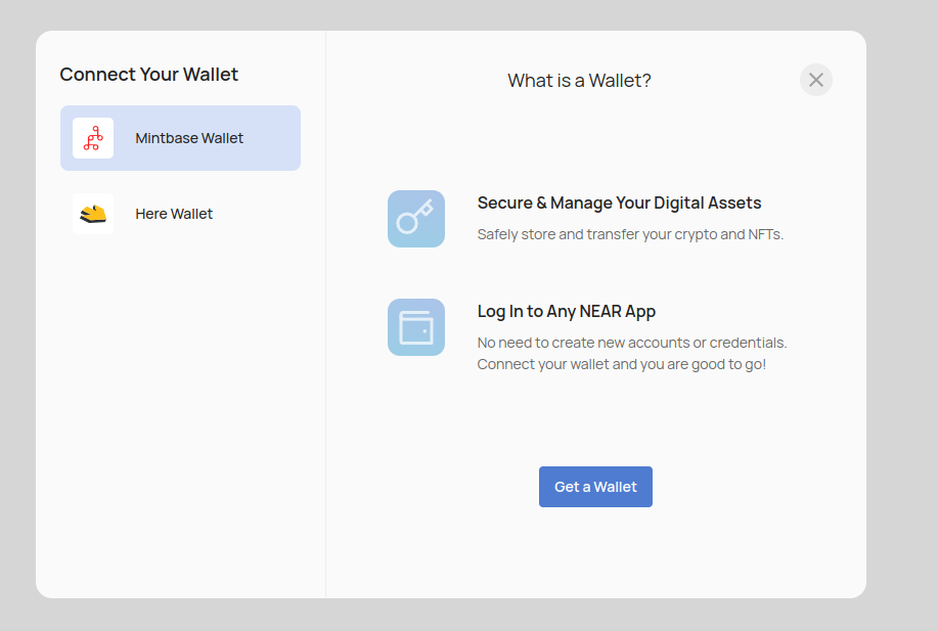 Connect Your Wallet
Mintbase Wallet
Here Wallet
What is a Wallet?
Secure & Manage Your Digital Assets
Safely store and transfer your crypto and NFTs.
Log In to Any NEAR App
No need to create new accounts or credentials.
Connect your wallet and you are good to go!
Get a Wallet